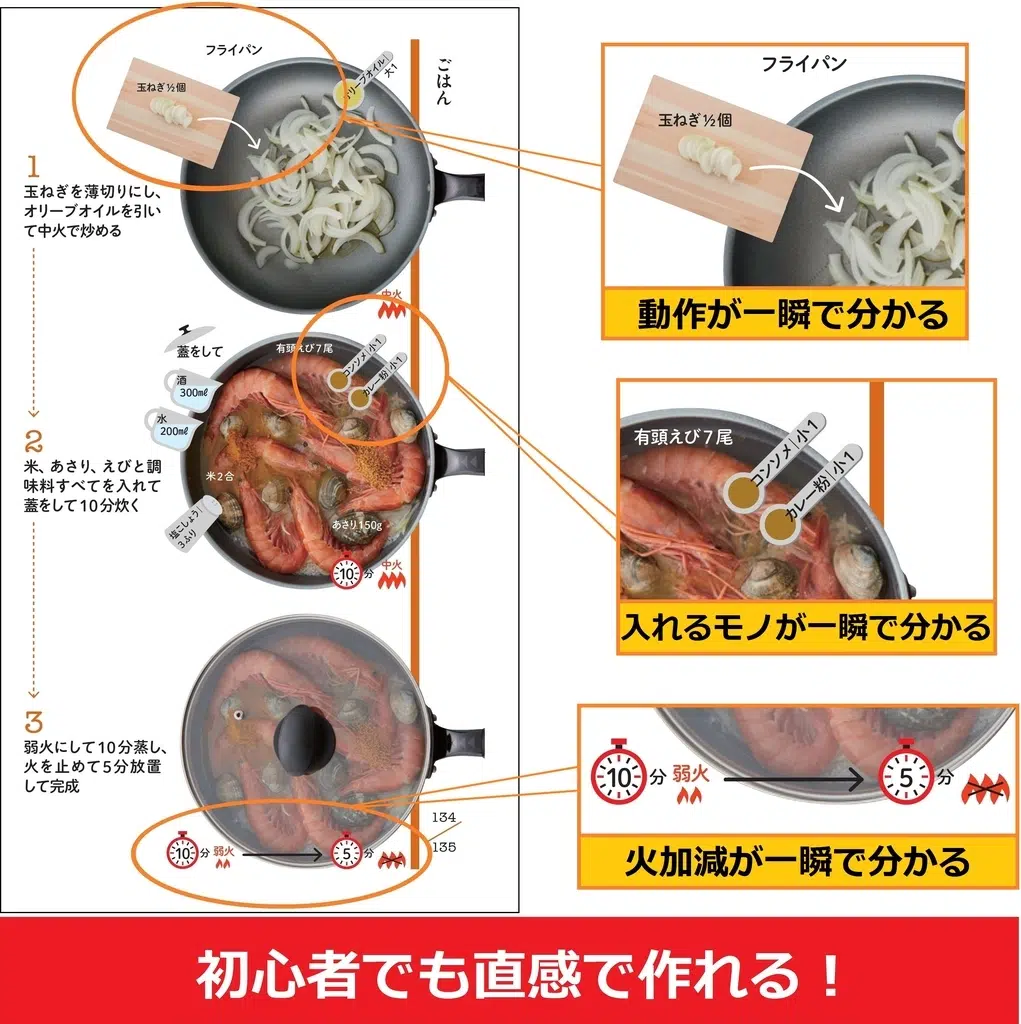 フライパン
オリーブオイル 大1
ごはん
玉ねぎ½個
1
玉ねぎを薄切りにし、
オリーブオイルを引い
て中火で炒める
中火
蓋をして
有頭えび7尾
コンソメ 小1
カレー粉 小1
酒
300㎖
水
200㎖
米2合
塩こしょう
3ふり
あさり150g
10分
中火
2
米、あさり、えびと調
味料すべてを入れて
蓋をして10分炊く
3
弱火にして10分蒸し、
火を止めて5分放置
して完成
10分 弱火 5分
134
135
フライパン
玉ねぎ½個
動作が一瞬で分かる
有頭えび7尾
コンソメ 小1
カレー粉 小1
入れるモノが一瞬で分かる
10分 弱火 5分
火加減が一瞬で分かる
初心者でも直感で作れる！